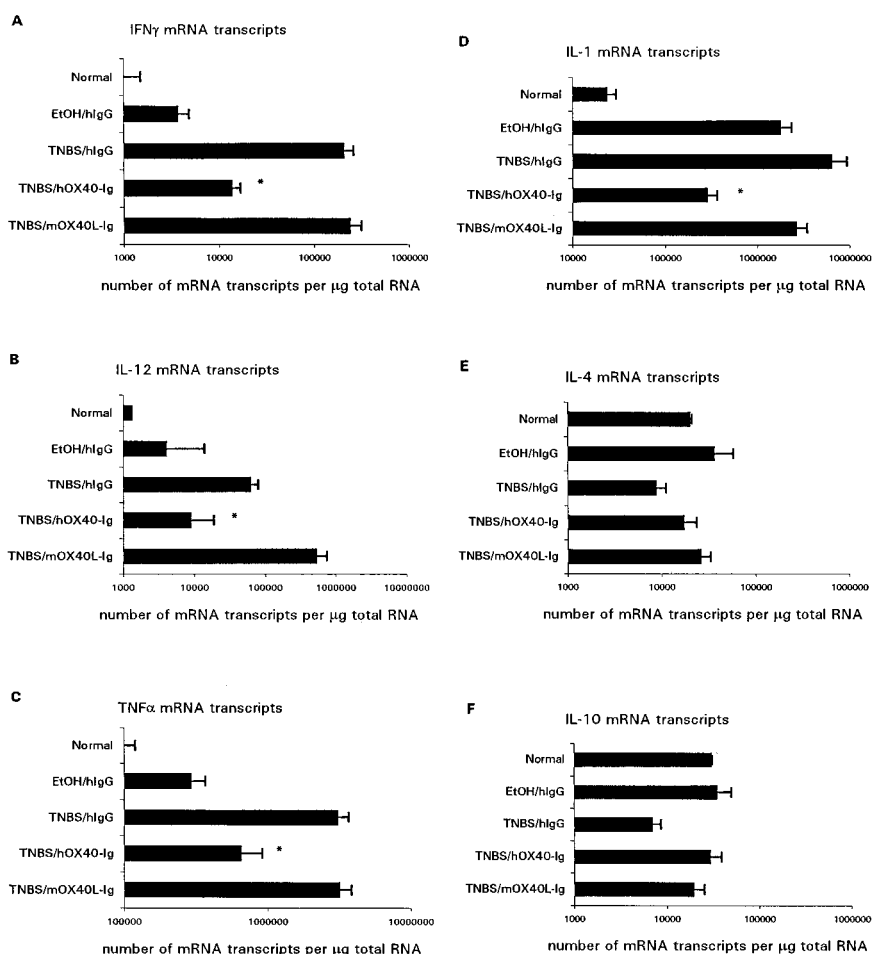 A
IFNγ mRNA transcripts
Normal
EtOH/hIgG
TNBS/hIgG
TNBS/hOX40-Ig
*
TNBS/mOX40L-Ig
1000 10000 100000 1000000
number of mRNA transcripts per μg total RNA
B
IL-12 mRNA transcripts
Normal
EtOH/hIgG
TNBS/hIgG
TNBS/hOX40-Ig
*
TNBS/mOX40L-Ig
1000 10000 100000 1000000 10000000
number of mRNA transcripts per μg total RNA
C
TNFα mRNA transcripts
Normal
EtOH/hIgG
TNBS/hIgG
TNBS/hOX40-Ig
*
TNBS/mOX40L-Ig
100000 1000000 10000000
number of mRNA transcripts per μg total RNA
D
IL-1 mRNA transcripts
Normal
EtOH/hIgG
TNBS/hIgG
TNBS/hOX40-Ig
*
TNBS/mOX40L-Ig
10000 100000 1000000 10000000
number of mRNA transcripts per μg total RNA
E
IL-4 mRNA transcripts
Normal
EtOH/hIgG
TNBS/hIgG
TNBS/hOX40-Ig
TNBS/mOX40L-Ig
1000 10000 100000 1000000
number of mRNA transcripts per μg total RNA
F
IL-10 mRNA transcripts
Normal
EtOH/hIgG
TNBS/hIgG
TNBS/hOX40-Ig
TNBS/mOX40L-Ig
1000 10000 100000 1000000
number of mRNA transcripts per μg total RNA